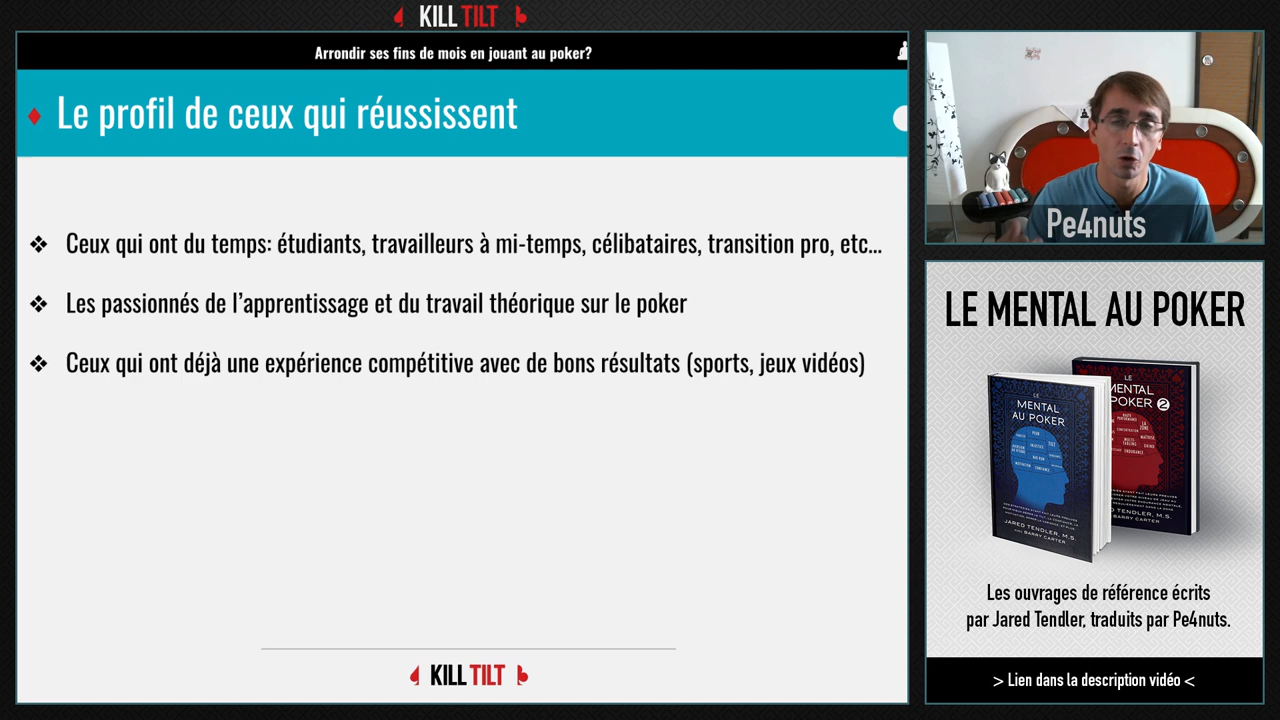 KILL TILT
Arrondir ses fins de mois en jouant au poker?
Le profil de ceux qui réussissent
Ceux qui ont du temps: étudiants, travailleurs à mi-temps, célibataires, transition pro, etc...
Les passionnés de l'apprentissage et du travail théorique sur le poker
Ceux qui ont déjà une expérience compétitive avec de bons résultats (sports, jeux vidéos)
KILL TILT
Pe4nuts
LE MENTAL AU POKER
LE
MENTAL
AU POKER
JARED TENDLER, M.S.
BARRY CARTER
LE
MENTAL
POKER 2
TENDLER, M.S.
BARRY CARTER
Les ouvrages de référence écrits
par Jared Tendler, traduits par Pe4nuts.
> Lien dans la description vidéo <